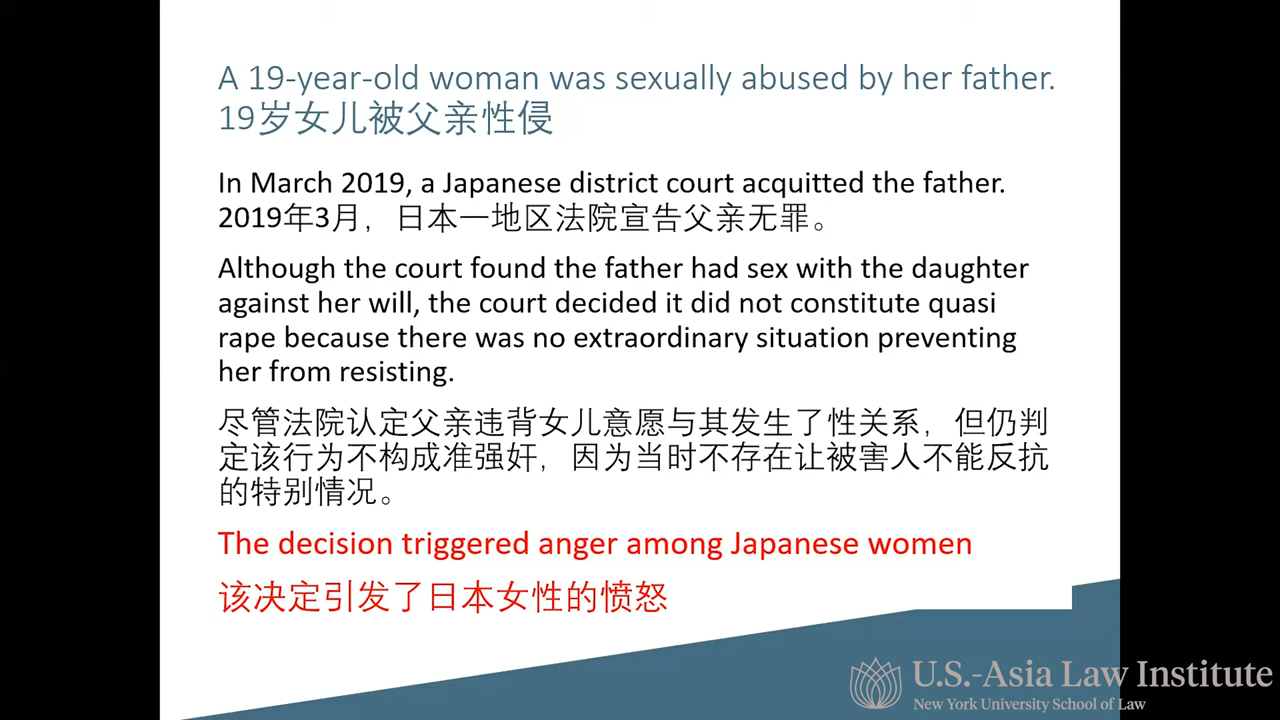 A 19-year-old woman was sexually abused by her father.
19岁女儿被父亲性侵
In March 2019, a Japanese district court acquitted the father.
2019年3月，日本一地区法院宣告父亲无罪。
Although the court found the father had sex with the daughter
against her will, the court decided it did not constitute quasi
rape because there was no extraordinary situation preventing
her from resisting.
尽管法院认定父亲违背女儿意愿与其发生了性关系，但仍判
定该行为不构成准强奸，因为当时不存在让被害人不能反抗
的特别情况。
The decision triggered anger among Japanese women
该决定引发了日本女性的愤怒
U.S.-Asia Law Institute
New York University School of Law